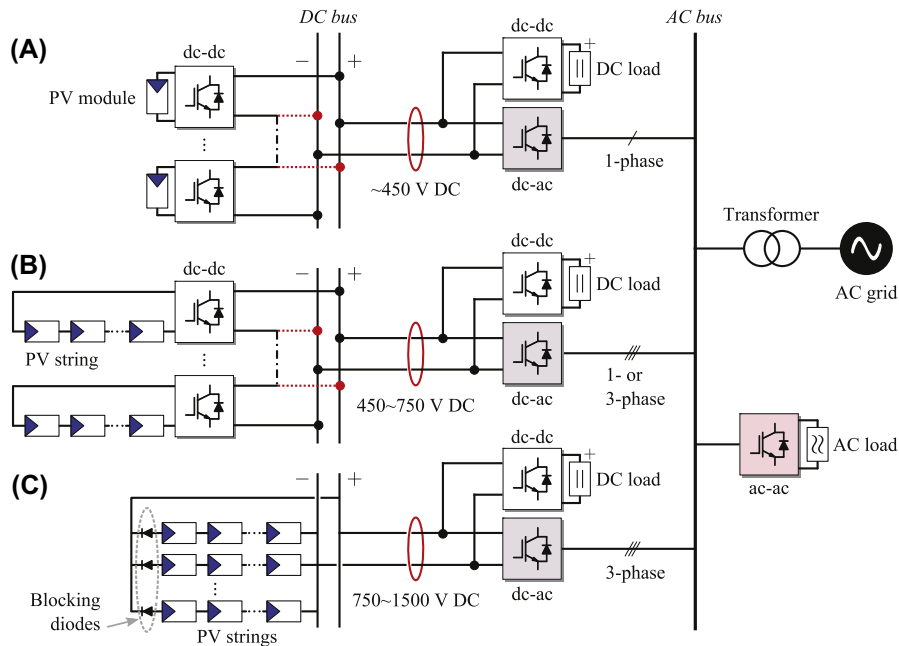 DC bus
AC bus
(A)
dc-dc
− +
dc-dc
+
DC load
PV module
...
~450 V DC
dc-ac
1-phase
Transformer
AC grid
(B)
dc-dc
− +
dc-dc
+
DC load
PV string
...
450~750 V DC
dc-ac
1- or
3-phase
AC load
ac-ac
(C)
− +
dc-dc
+
DC load
...
Blocking
diodes
PV strings
750~1500 V DC
dc-ac
3-phase